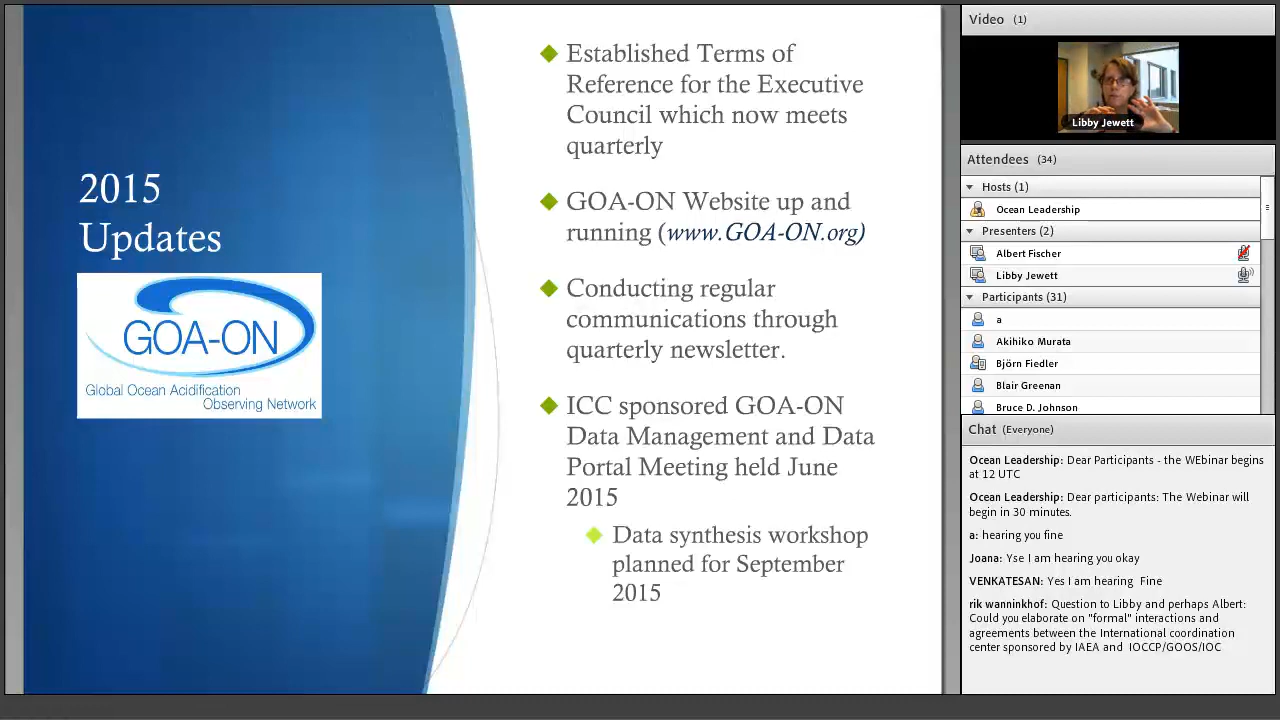 2015
Updates
GOA-ON
Global Ocean Acidification
Observing Network
Established Terms of
Reference for the Executive
Council which now meets
quarterly
GOA-ON Website up and
running (www.GOA-ON.org)
Conducting regular
communications through
quarterly newsletter.
ICC sponsored GOA-ON
Data Management and Data
Portal Meeting held June
2015
Data synthesis workshop
planned for September
2015
Video (1)
Libby Jewett
Attendees (34)
Hosts (1)
Ocean Leadership
Presenters (2)
Albert Fischer
Libby Jewett
Participants (31)
a
Akihiko Murata
Björn Fiedler
Blair Greenan
Bruce D. Johnson
Chat (Everyone)
Ocean Leadership: Dear Participants - the WEbinar begins
at 12 UTC
Ocean Leadership: Dear participants: The Webinar will
begin in 30 minutes.
a: hearing you fine
Joana: Yse I am hearing you okay
VENKATESAN: Yes I am hearing Fine
rik wanninkhof: Question to Libby and perhaps Albert:
Could you elaborate on "formal" interactions and
agreements between the International coordination
center sponsored by IAEA and IOCCP/GOOS/IOC